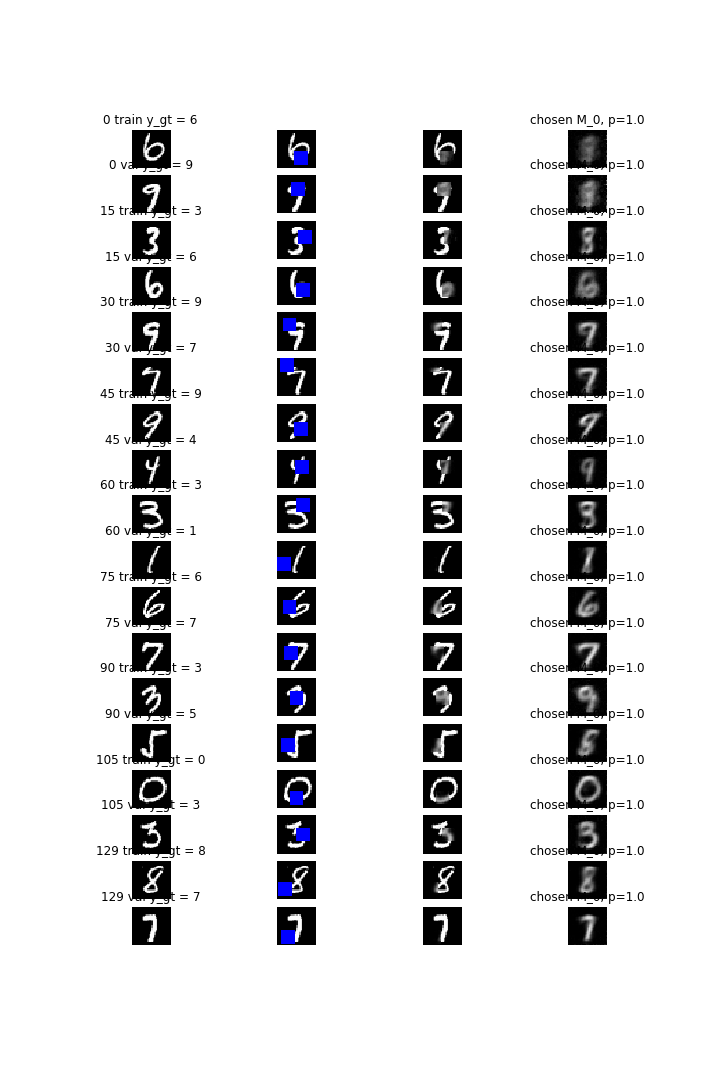 0 train y_gt = 6
chosen M_0, p=1.0
0 val y_gt = 9
chosen M_0, p=1.0
15 train y_gt = 3
chosen M_0, p=1.0
15 val y_gt = 6
chosen M_0, p=1.0
30 train y_gt = 9
chosen M_0, p=1.0
30 val y_gt = 7
chosen M_0, p=1.0
45 train y_gt = 9
chosen M_0, p=1.0
45 val y_gt = 4
chosen M_0, p=1.0
60 train y_gt = 3
chosen M_0, p=1.0
60 val y_gt = 1
chosen M_0, p=1.0
75 train y_gt = 6
chosen M_0, p=1.0
75 val y_gt = 7
chosen M_0, p=1.0
90 train y_gt = 3
chosen M_0, p=1.0
90 val y_gt = 5
chosen M_0, p=1.0
105 train y_gt = 0
chosen M_0, p=1.0
105 val y_gt = 3
chosen M_0, p=1.0
129 train y_gt = 8
chosen M_0, p=1.0
129 val y_gt = 7
chosen M_0, p=1.0